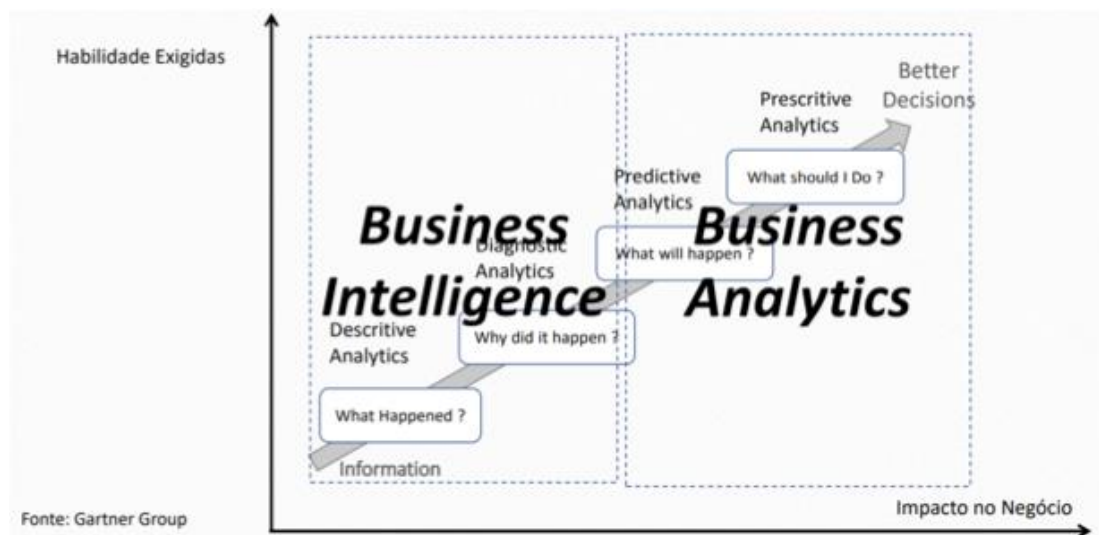 Habilidade Exigidas
Better
Decisions
Prescritive
Analytics
What should I Do ?
Predictive
Analytics
What will happen ?
Business
Intelligence
Business
Analytics
Diagnostic
Analytics
Why did it happen ?
Descritive
Analytics
What Happened ?
Information
Impacto no Negócio
Fonte: Gartner Group